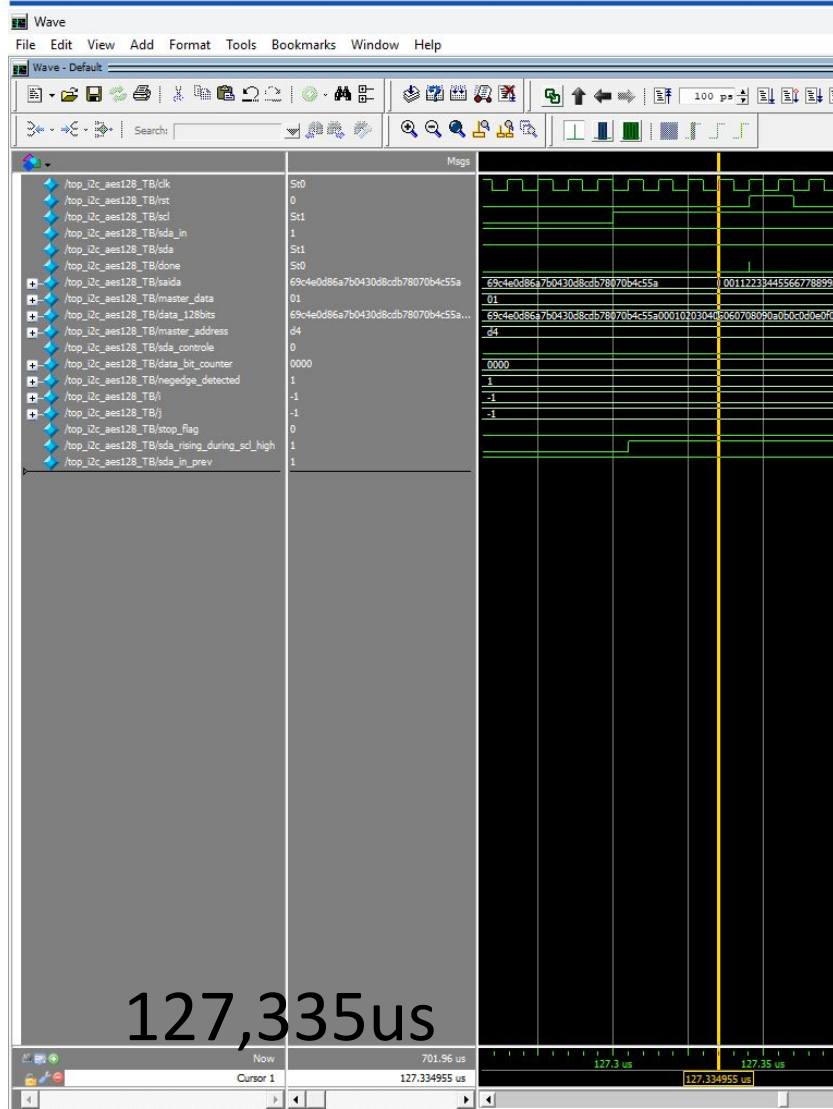 Wave
File Edit View Add Format Tools Bookmarks Window Help
Wave - Default
100 ps
Search:
Msgs
/top_i2c_aes128_TB/clk St0
/top_i2c_aes128_TB/rst 0
/top_i2c_aes128_TB/scl St1
/top_i2c_aes128_TB/sda_in 1
/top_i2c_aes128_TB/sda St1
/top_i2c_aes128_TB/done St0
/top_i2c_aes128_TB/saida 69c4e0d86a7b0430d8cdb78070b4c55a 69c4e0d86a7b0430d8cdb78070b4c55a 00112233445566778899
/top_i2c_aes128_TB/master_data 01 01
/top_i2c_aes128_TB/data_128bits 69c4e0d86a7b0430d8cdb78070b4c55a... 69c4e0d86a7b0430d8cdb78070b4c55a000102030405060708090a0b0c0d0e0f0
/top_i2c_aes128_TB/master_address d4 d4
/top_i2c_aes128_TB/sda_controle 0
/top_i2c_aes128_TB/data_bit_counter 0000 0000
/top_i2c_aes128_TB/negedge_detected 1 1
/top_i2c_aes128_TB/i -1 -1
/top_i2c_aes128_TB/j -1 -1
/top_i2c_aes128_TB/stop_flag 0
/top_i2c_aes128_TB/sda_rising_during_scl_high 1
/top_i2c_aes128_TB/sda_in_prev 1
127,335us
Now 701.96 us 127.3 us 127.35 us
Cursor 1 127.334955 us 127.334955 us